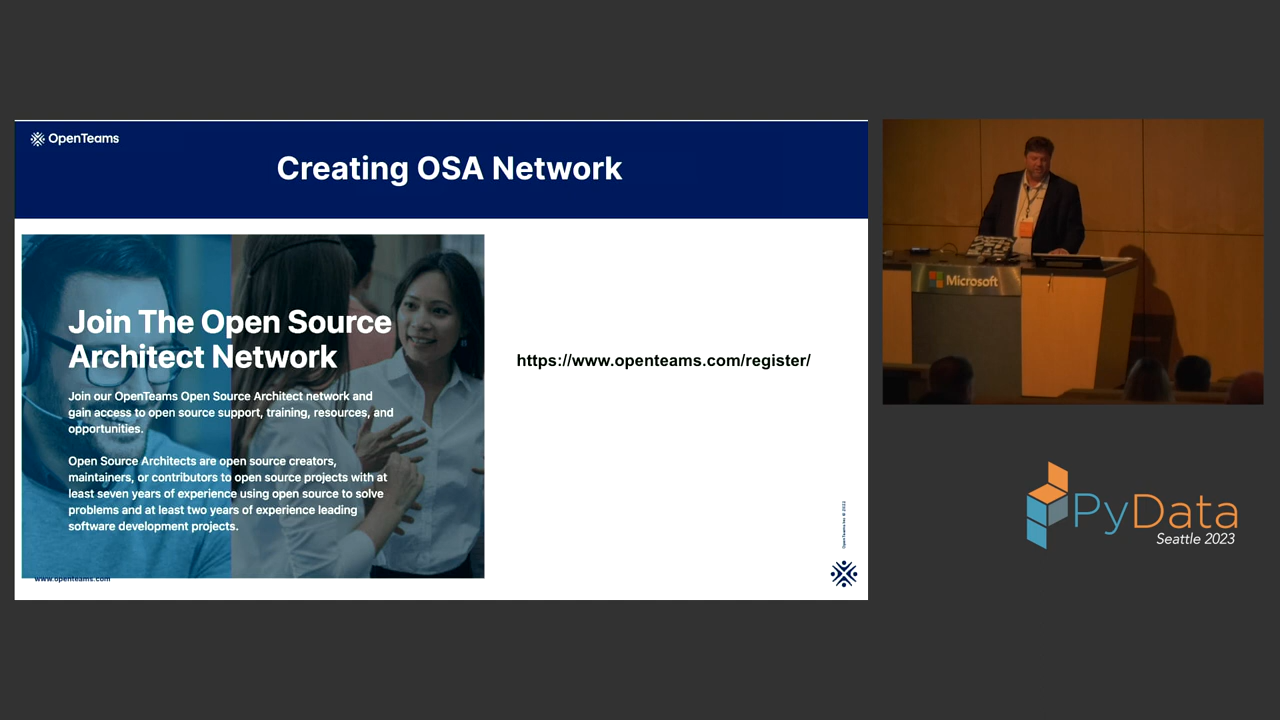 OpenTeams
Creating OSA Network
Join The Open Source
Architect Network
Join our OpenTeams Open Source Architect network and
gain access to open source support, training, resources, and
opportunities.
Open Source Architects are open source creators,
maintainers, or contributors to open source projects with at
least seven years of experience using open source to solve
problems and at least two years of experience leading
software development projects.
www.openteams.com
https://www.openteams.com/register/
OpenTeams Inc © 2023
Microsoft
PyData
Seattle 2023